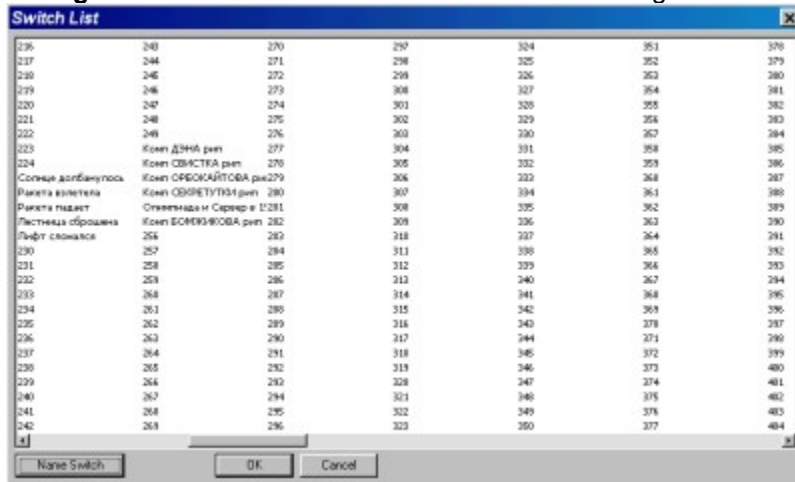 Switch List
216 243 270 297 324 351 378
217 244 271 298 325 352 379
218 245 272 299 326 353 380
219 246 273 300 327 354 381
220 247 274 301 328 355 382
221 248 275 302 329 356 383
222 249 276 303 330 357 384
223 Комп ДЭНА рип 277 304 331 358 385
224 Комп СВИСТКА рип 278 305 332 359 386
Солнце долбанулось Комп ОРБОКАЙТОВА рип 279 306 333 360 387
Ракета взлетела Комп СЕКРЕТУТКИ рип 280 307 334 361 388
Ракета падает Олимпиада и Сервер в 281 308 335 362 389
Лестница сброшена Комп БОМЖИКОВА рип 282 309 336 363 390
Лифт сломался 256 283 310 337 364 391
230 257 284 311 338 365 392
231 258 285 312 339 366 393
232 259 286 313 340 367 394
233 260 287 314 341 368 395
234 261 288 315 342 369 396
235 262 289 316 343 370 397
236 263 290 317 344 371 398
237 264 291 318 345 372 399
238 265 292 319 346 373 400
239 266 293 320 347 374 401
240 267 294 321 348 375 402
241 268 295 322 349 376 403
242 269 296 323 350 377 404
Name Switch OK Cancel